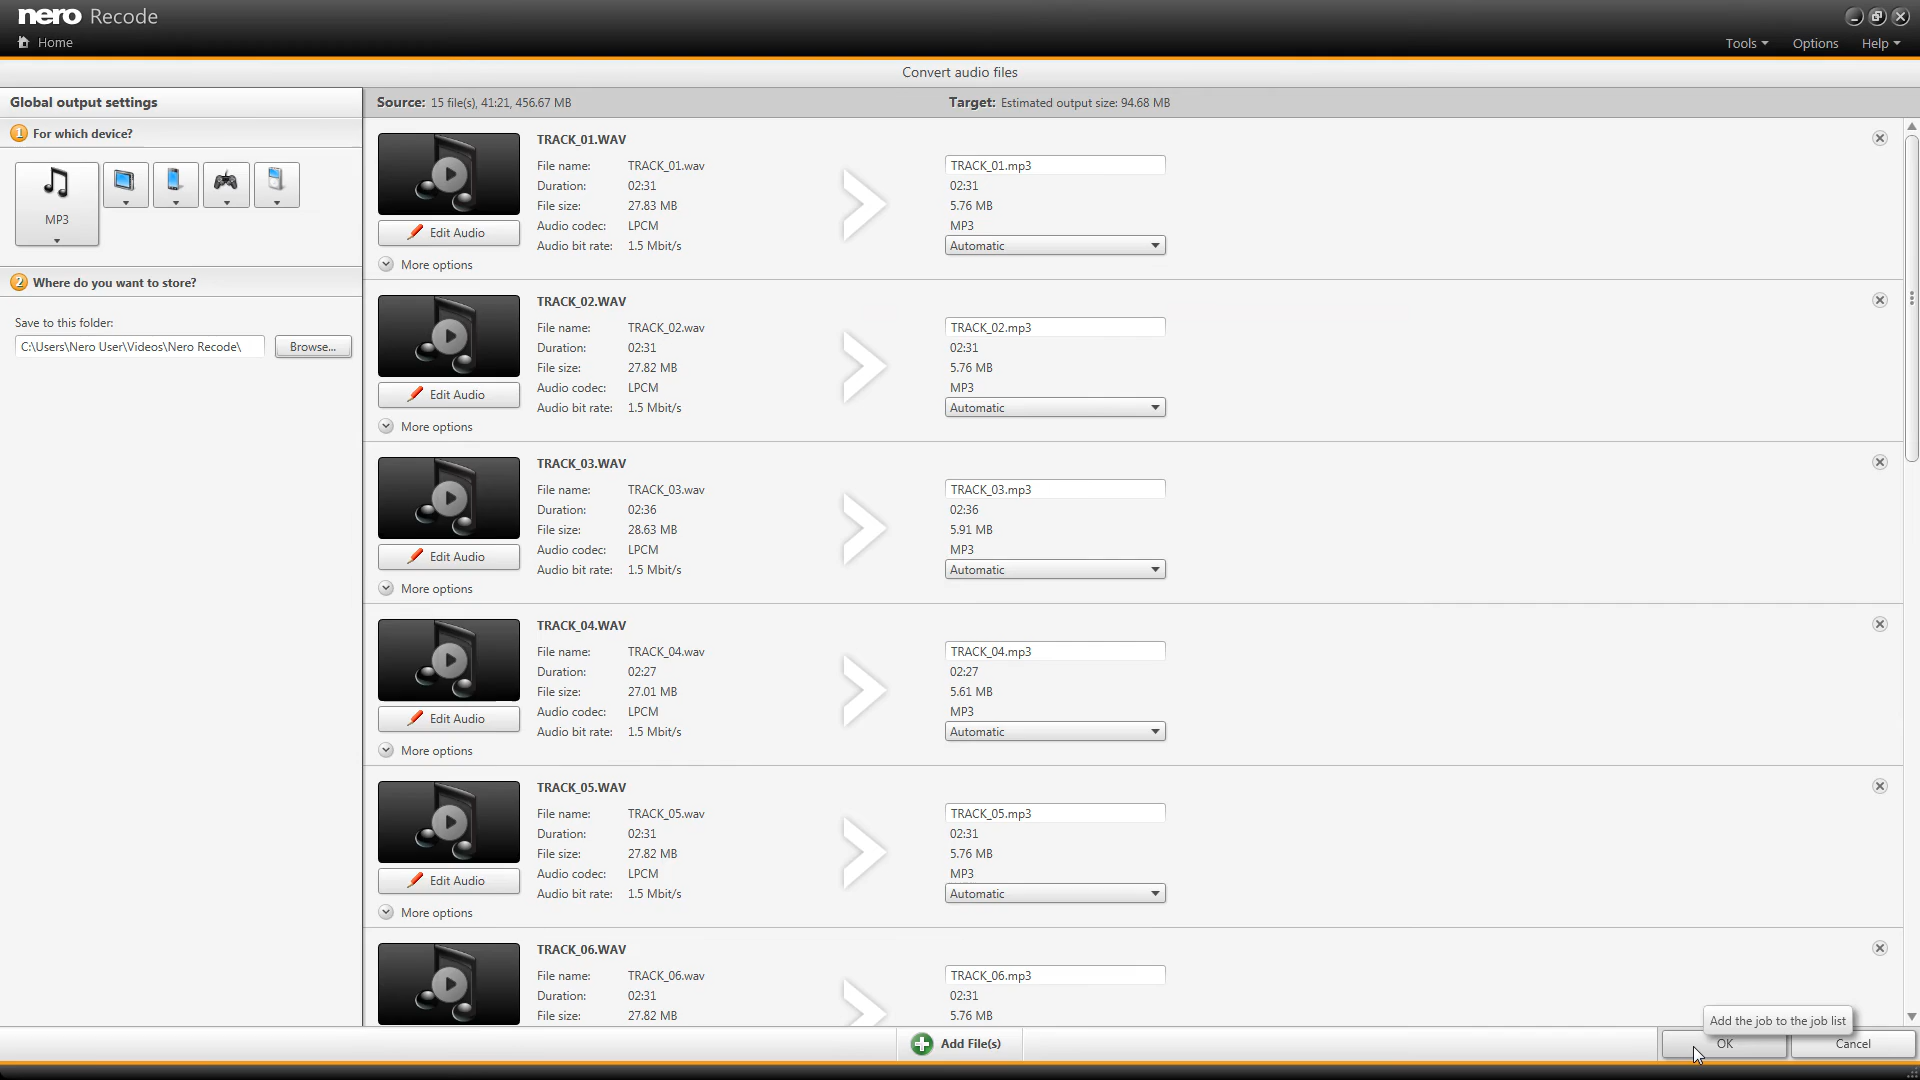 nero Recode
Home
Tools Options Help
Convert audio files
Global output settings
Source: 15 file(s), 41:21, 456.67 MB
Target: Estimated output size: 94.68 MB
1 For which device?
MP3
2 Where do you want to store?
Save to this folder:
C:\Users\Nero User\Videos\Nero Recode\ Browse...
TRACK_01.WAV
File name: TRACK_01.wav TRACK_01.mp3
Duration: 02:31 02:31
File size: 27.83 MB 5.76 MB
Audio codec: LPCM MP3
Edit Audio
Audio bit rate: 1.5 Mbit/s Automatic
More options
TRACK_02.WAV
File name: TRACK_02.wav TRACK_02.mp3
Duration: 02:31 02:31
File size: 27.82 MB 5.76 MB
Audio codec: LPCM MP3
Edit Audio
Audio bit rate: 1.5 Mbit/s Automatic
More options
TRACK_03.WAV
File name: TRACK_03.wav TRACK_03.mp3
Duration: 02:36 02:36
File size: 28.63 MB 5.91 MB
Audio codec: LPCM MP3
Edit Audio
Audio bit rate: 1.5 Mbit/s Automatic
More options
TRACK_04.WAV
File name: TRACK_04.wav TRACK_04.mp3
Duration: 02:27 02:27
File size: 27.01 MB 5.61 MB
Audio codec: LPCM MP3
Edit Audio
Audio bit rate: 1.5 Mbit/s Automatic
More options
TRACK_05.WAV
File name: TRACK_05.wav TRACK_05.mp3
Duration: 02:31 02:31
File size: 27.82 MB 5.76 MB
Audio codec: LPCM MP3
Edit Audio
Audio bit rate: 1.5 Mbit/s Automatic
More options
TRACK_06.WAV
File name: TRACK_06.wav TRACK_06.mp3
Duration: 02:31 02:31
File size: 27.82 MB 5.76 MB
Add the job to the job list
Add File(s)
OK Cancel